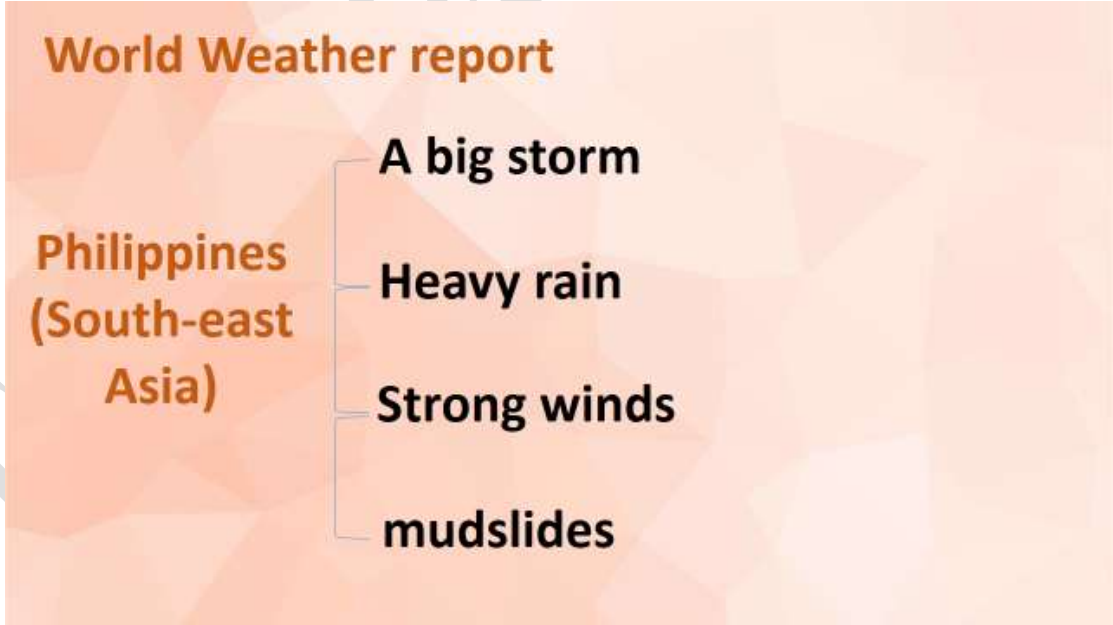 World Weather report
A big storm
Philippines
(South-east
Asia)
Heavy rain
Strong winds
mudslides